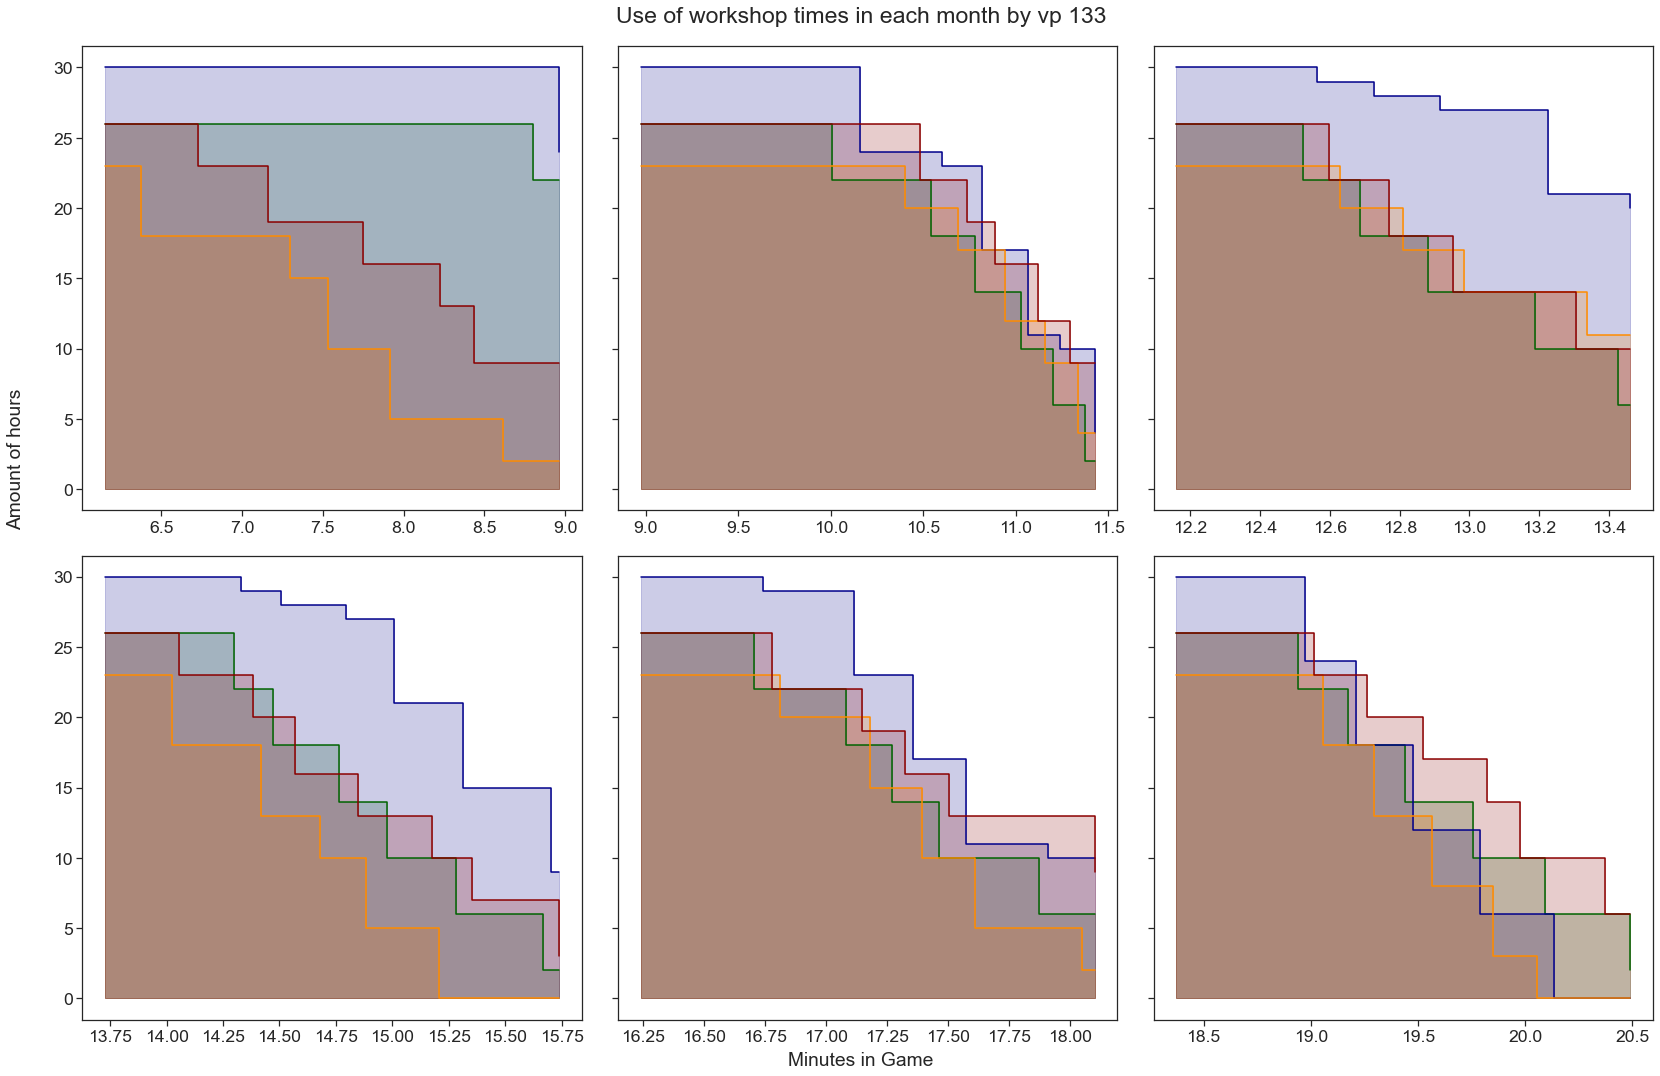 Use of workshop times in each month by vp 133
Amount of hours
30
25
20
15
10
5
0
6.5 7.0 7.5 8.0 8.5 9.0
9.0 9.5 10.0 10.5 11.0 11.5
12.2 12.4 12.6 12.8 13.0 13.2 13.4
30
25
20
15
10
5
0
13.75 14.00 14.25 14.50 14.75 15.00 15.25 15.50 15.75
16.25 16.50 16.75 17.00 17.25 17.50 17.75 18.00
18.5 19.0 19.5 20.0 20.5
Minutes in Game